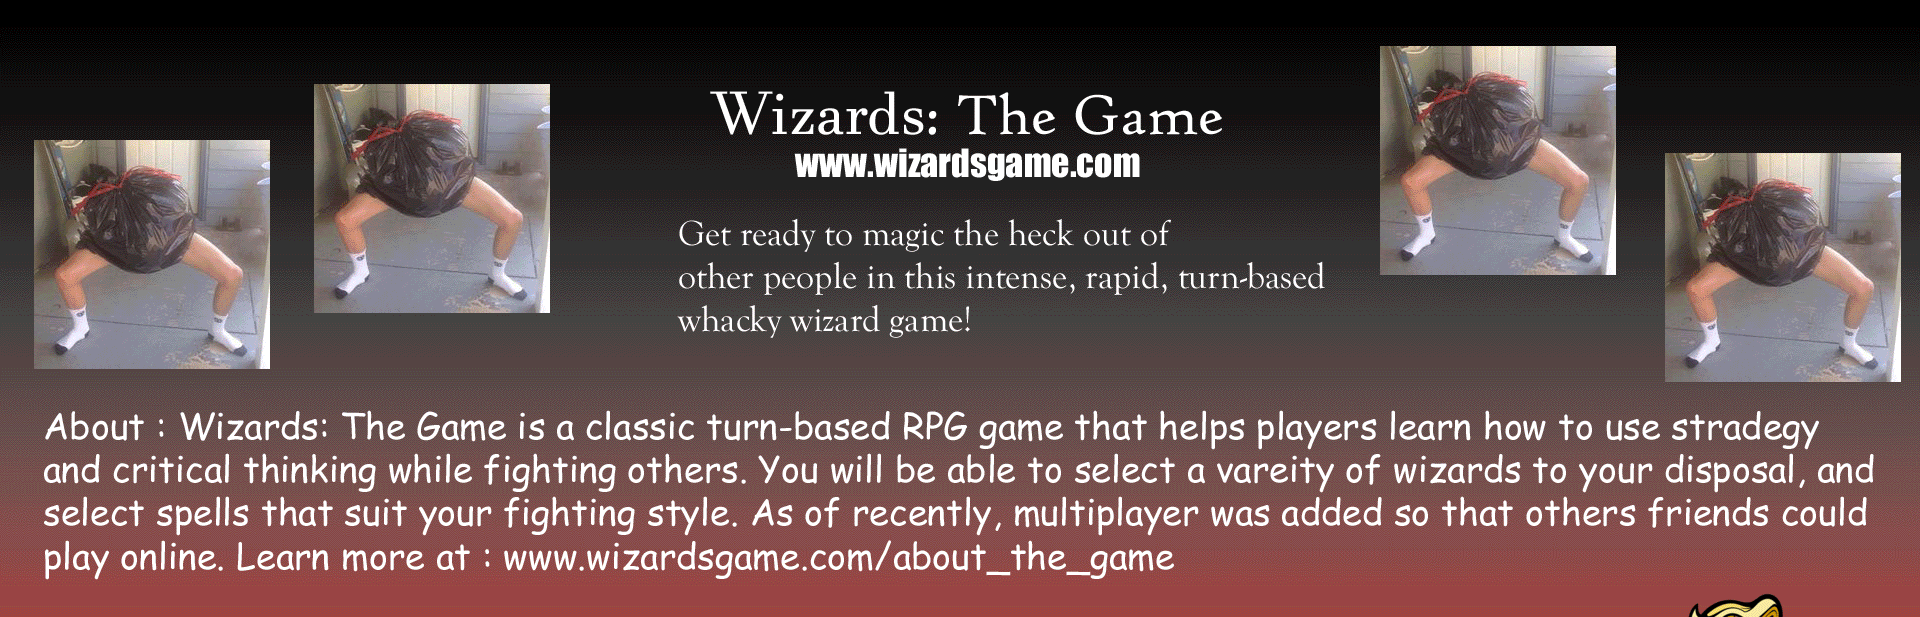 Wizards: The Game
www.wizardsgame.com
Get ready to magic the heck out of
other people in this intense, rapid, turn-based
whacky wizard game!
About : Wizards: The Game is a classic turn-based RPG game that helps players learn how to use stradegy
and critical thinking while fighting others. You will be able to select a vareity of wizards to your disposal, and
select spells that suit your fighting style. As of recently, multiplayer was added so that others friends could
play online. Learn more at : www.wizardsgame.com/about_the_game